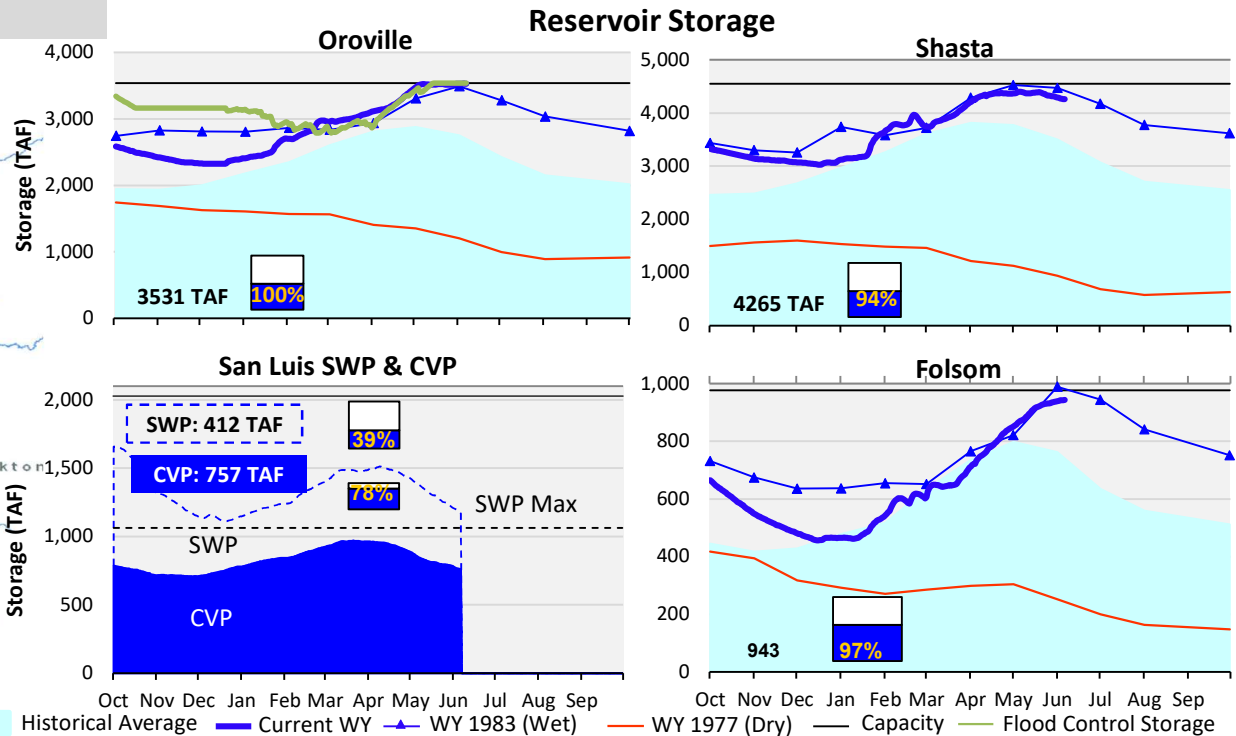 Reservoir Storage
Oroville
Storage (TAF)
4,000
3,000
2,000
1,000
0
3531 TAF
100%
Shasta
5,000
4,000
3,000
2,000
1,000
0
4265 TAF
94%
San Luis SWP & CVP
Storage (TAF)
2,000
1,500
1,000
500
0
SWP: 412 TAF
CVP: 757 TAF
39%
78%
SWP Max
SWP
CVP
Oct Nov Dec Jan Feb Mar Apr May Jun Jul Aug Sep
Folsom
1,000
800
600
400
200
0
943
97%
Oct Nov Dec Jan Feb Mar Apr May Jun Jul Aug Sep
kton
Historical Average Current WY WY 1983 (Wet) WY 1977 (Dry) Capacity Flood Control Storage